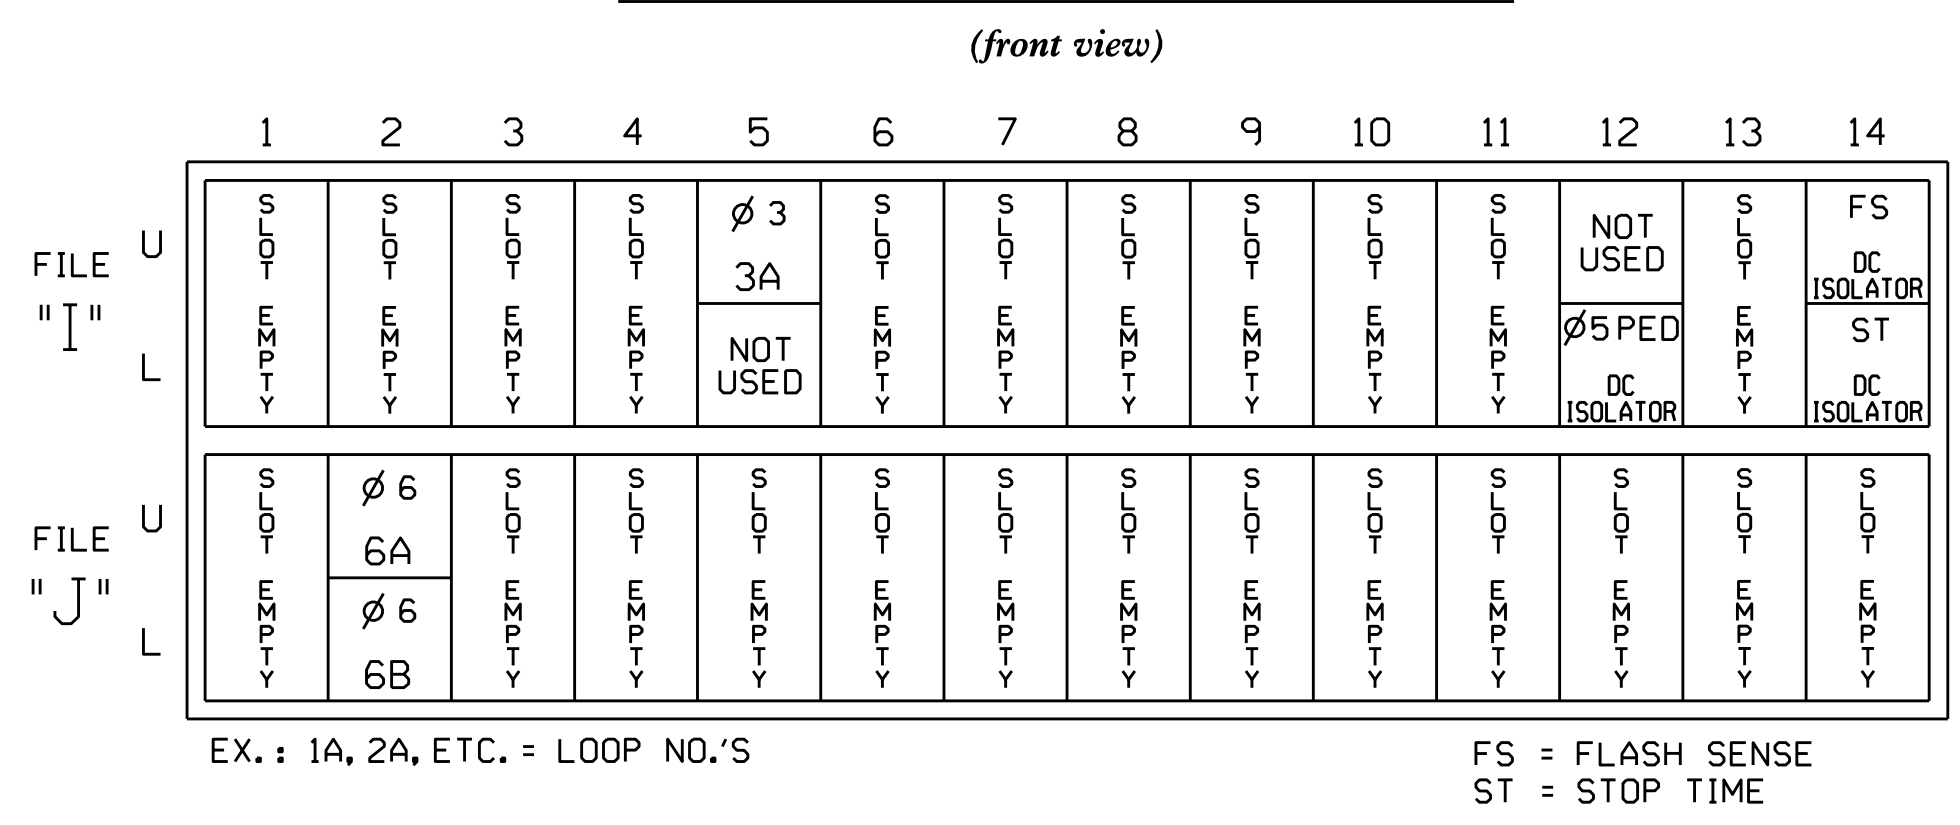 (front view)
1 2 3 4 5 6 7 8 9 10 11 12 13 14
FILE "I"
U
L
SLOT EMPTY
SLOT EMPTY
SLOT EMPTY
SLOT EMPTY
Ø 3
3A
NOT
USED
SLOT EMPTY
SLOT EMPTY
SLOT EMPTY
SLOT EMPTY
SLOT EMPTY
SLOT EMPTY
NOT
USED
Ø5 PED
DC
ISOLATOR
SLOT EMPTY
FS
DC
ISOLATOR
ST
DC
ISOLATOR
FILE "J"
U
L
SLOT EMPTY
Ø 6
6A
Ø 6
6B
SLOT EMPTY
SLOT EMPTY
SLOT EMPTY
SLOT EMPTY
SLOT EMPTY
SLOT EMPTY
SLOT EMPTY
SLOT EMPTY
SLOT EMPTY
SLOT EMPTY
SLOT EMPTY
SLOT EMPTY
EX.: 1A, 2A, ETC. = LOOP NO.'S
FS = FLASH SENSE
ST = STOP TIME